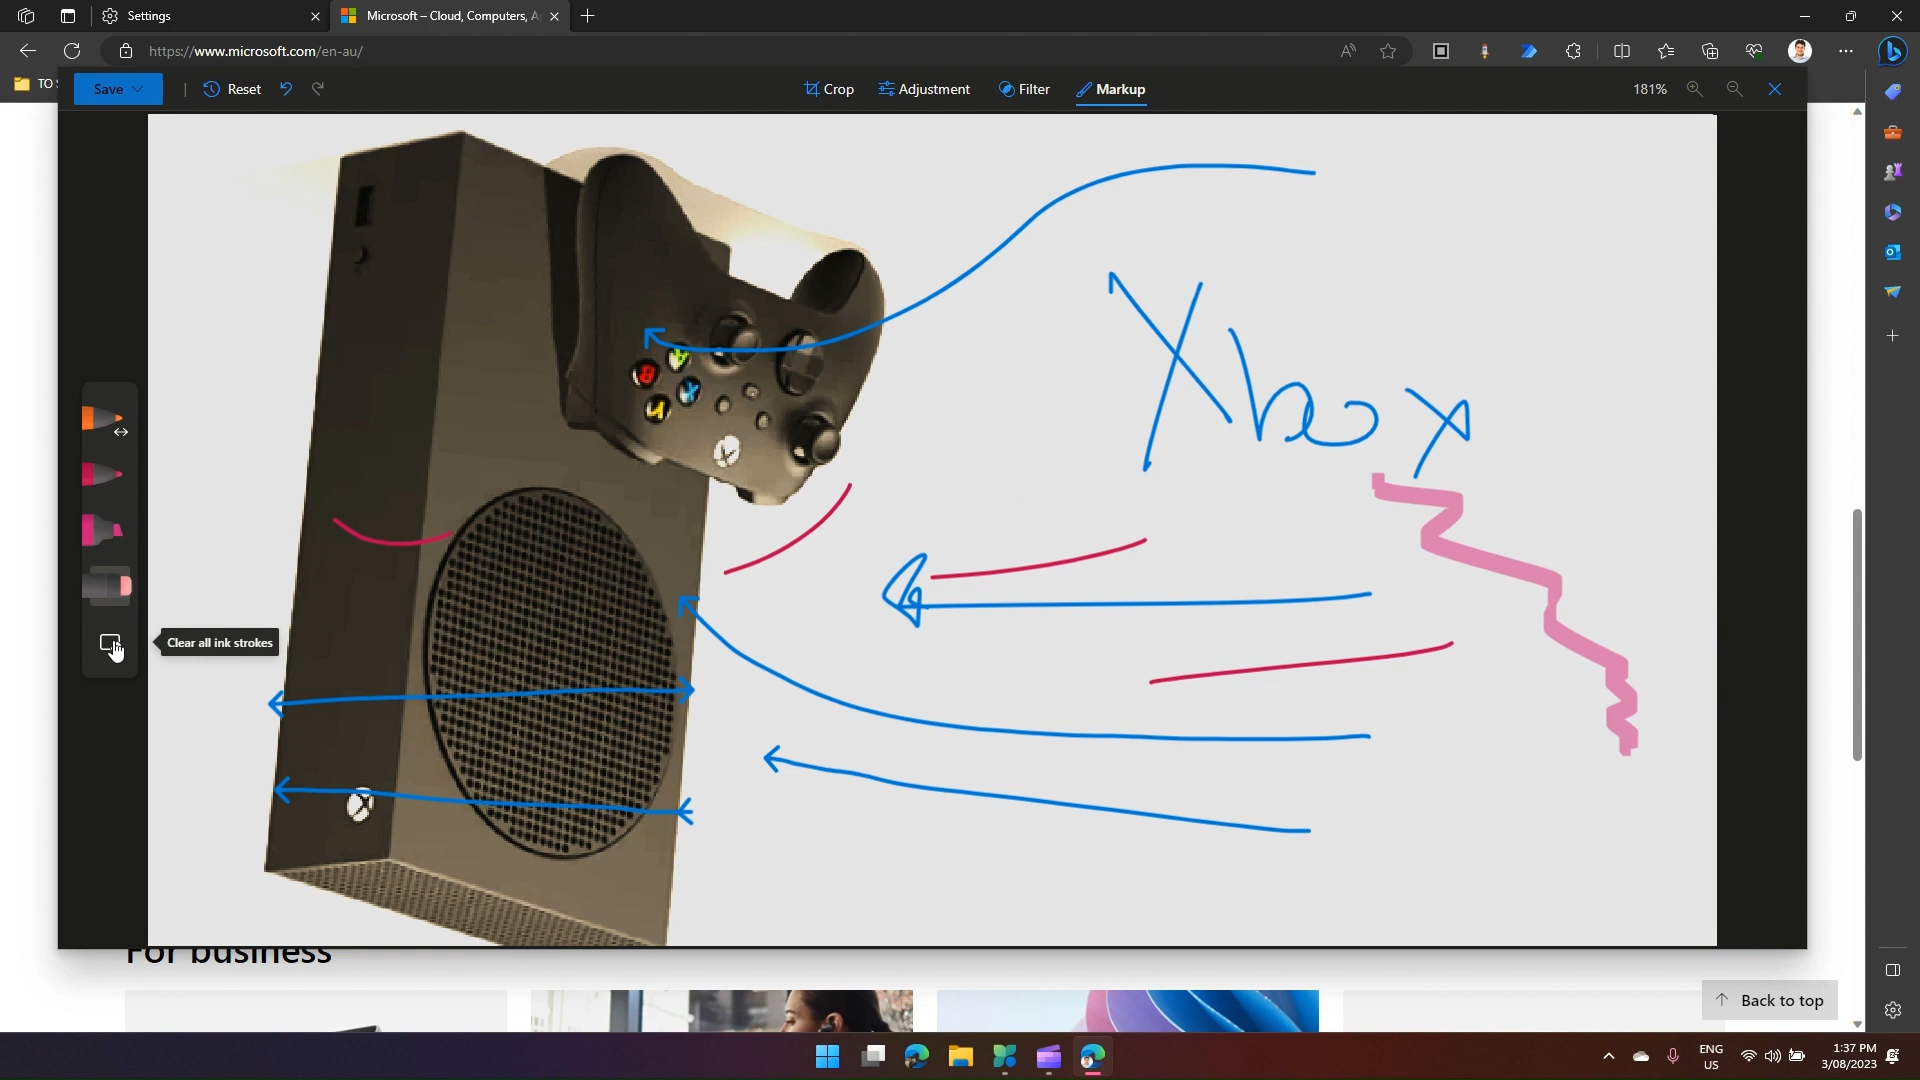 Settings
Microsoft – Cloud, Computers, A
https://www.microsoft.com/en-au/
TO
Save
Reset
Crop
Adjustment
Filter
Markup
181%
Xbox
B A X Y
Clear all ink strokes
For business
Back to top
ENG
US
1:37 PM
3/08/2023